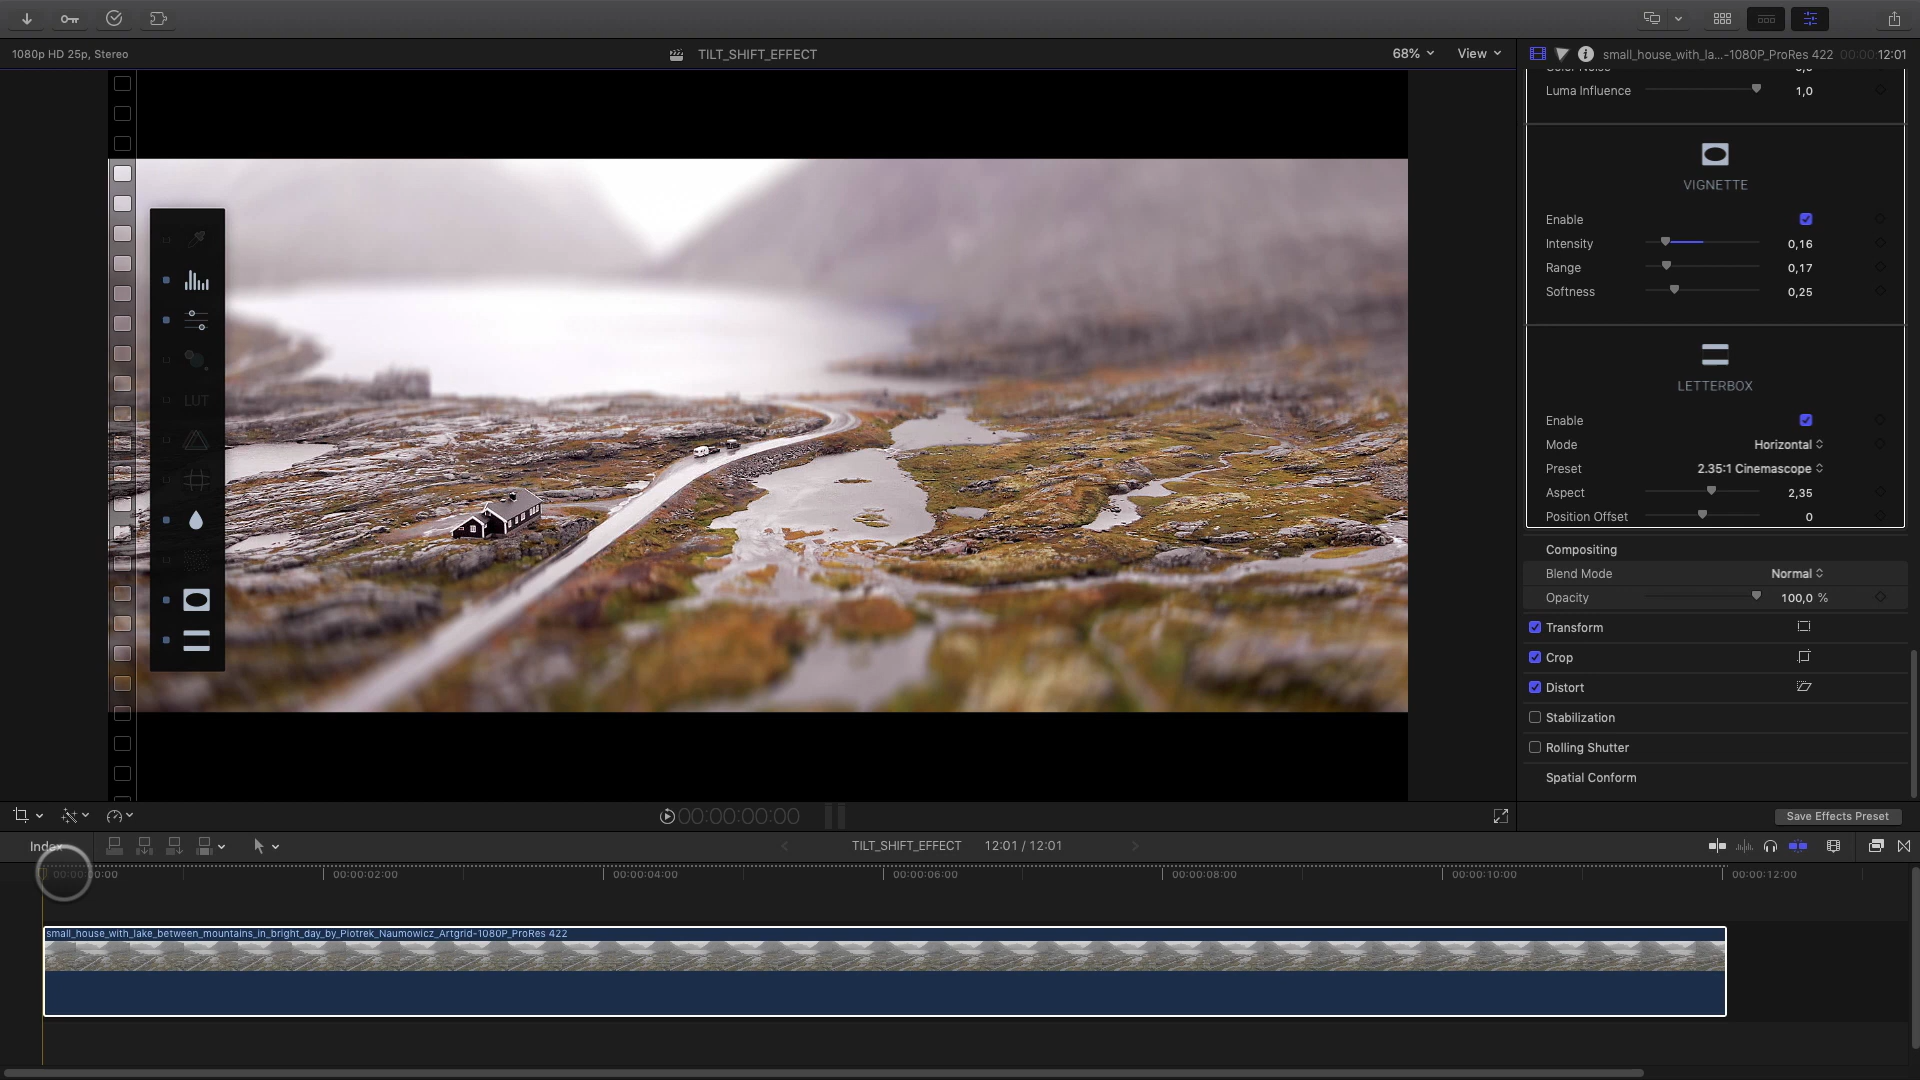 1080p HD 25p, Stereo
TILT_SHIFT_EFFECT
68%
View
small_house_with_la...-1080P_ProRes 422
00:00:12:01
Luma Influence
1,0
VIGNETTE
Enable
Intensity
0,16
Range
0,17
Softness
0,25
LETTERBOX
Enable
Mode
Horizontal
Preset
2.35:1 Cinemascope
Aspect
2,35
Position Offset
0
Compositing
Blend Mode
Normal
Opacity
100,0 %
Transform
Crop
Distort
Stabilization
Rolling Shutter
Spatial Conform
Save Effects Preset
LUT
00:00:00:00
Index
TILT_SHIFT_EFFECT
12:01 / 12:01
00:00:00:00
00:00:02:00
00:00:04:00
00:00:06:00
00:00:08:00
00:00:10:00
00:00:12:00
small_house_with_lake_between_mountains_in_bright_day_by_Piotrek_Naumowicz_Artgrid-1080P_ProRes 422